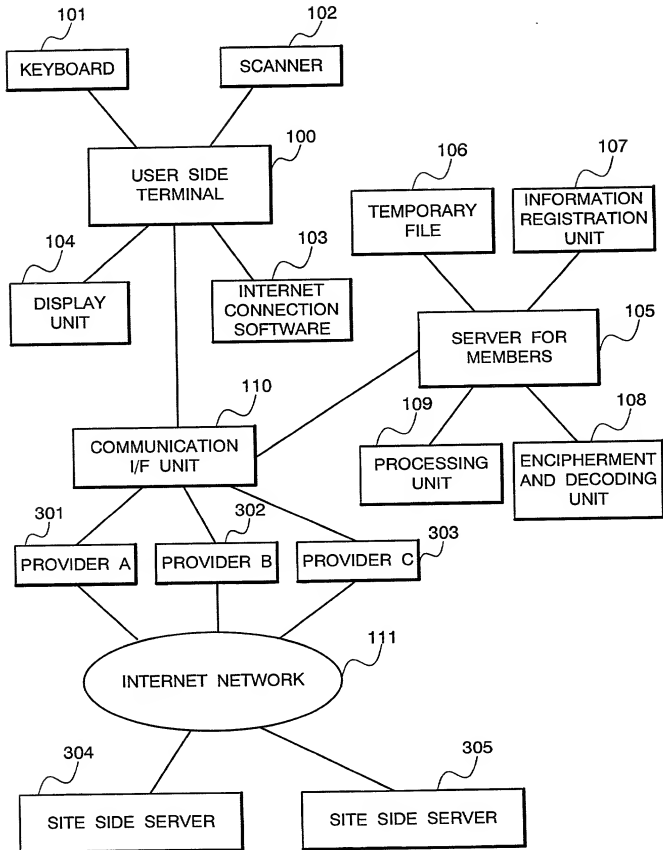 101
KEYBOARD
102
SCANNER
100
USER SIDE
TERMINAL
106
TEMPORARY
FILE
107
INFORMATION
REGISTRATION
UNIT
104
DISPLAY
UNIT
103
INTERNET
CONNECTION
SOFTWARE
105
SERVER FOR
MEMBERS
110
COMMUNICATION
I/F UNIT
109
PROCESSING
UNIT
108
ENCIPHERMENT
AND DECODING
UNIT
301
PROVIDER A
302
PROVIDER B
303
PROVIDER C
111
INTERNET NETWORK
304
SITE SIDE SERVER
305
SITE SIDE SERVER